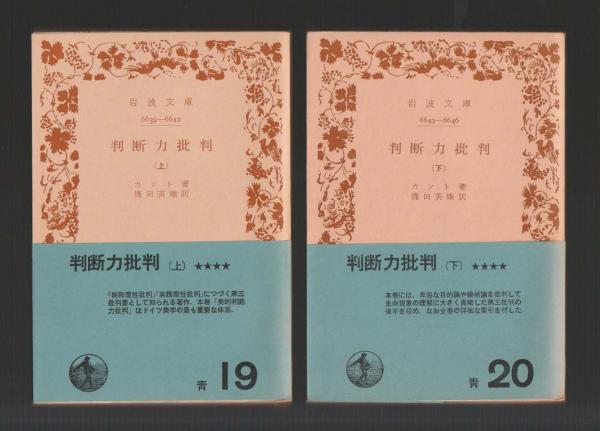 岩波文庫
6639—6642
判断力批判
(上)
カント著
篠田英雄訳
判断力批判(上)★★★★
『純粋理性批判』『実践理性批判』につづく第三
批判書として知られる著作。本巻「美的判断
力批判」はドイツ美学の最も重要な体系。
青 19
岩波文庫
6643—6646
判断力批判
(下)
カント著
篠田英雄訳
判断力批判(下)★★★★
本巻には、卑俗な目的論や機械論を批判して
生命現象の理解に大きく貢献した第三批判の
後半を収め、なお全巻の詳細な索引を付した。
青 20